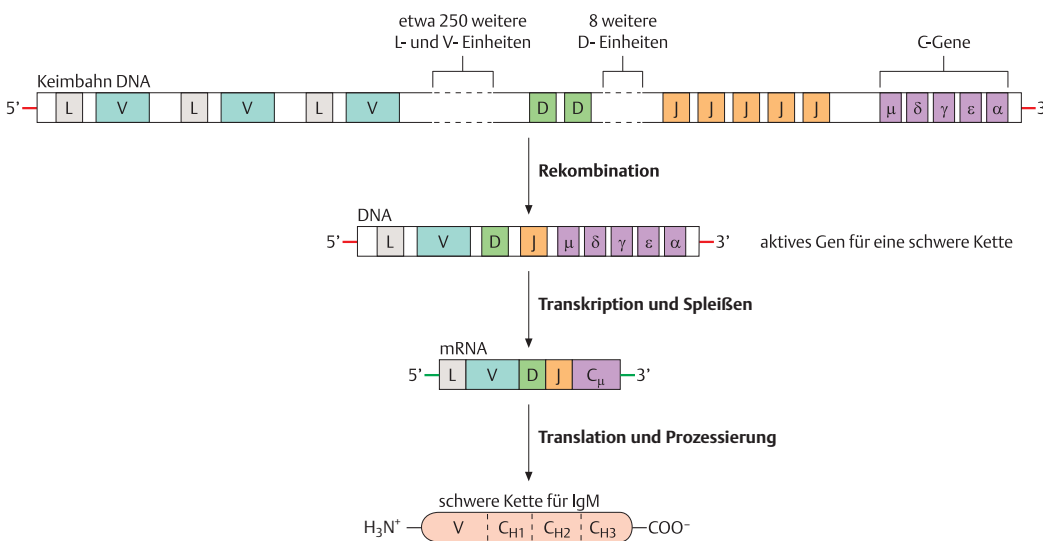 etwa 250 weitere
L- und V- Einheiten
8 weitere
D- Einheiten
C-Gene
Keimbahn DNA
5’ L V L V L V D D J J J J J μ δ γ ε α 3’
Rekombination
DNA
5’ L V D J μ δ γ ε α 3’ aktives Gen für eine schwere Kette
Transkription und Spleißen
mRNA
5’ L V D J Cμ 3’
Translation und Prozessierung
schwere Kette für IgM
H₃N⁺ V CH1 CH2 CH3 COO⁻